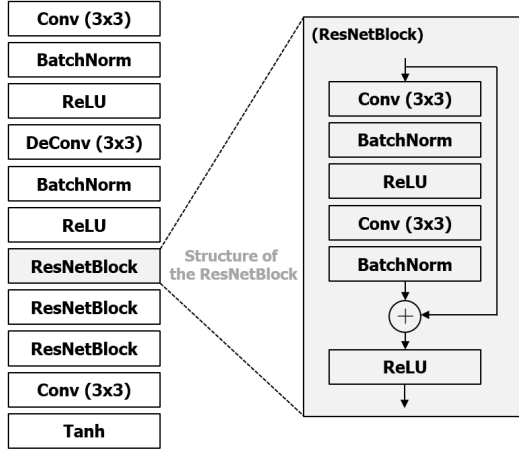 Conv (3x3)
BatchNorm
ReLU
DeConv (3x3)
BatchNorm
ReLU
ResNetBlock
ResNetBlock
ResNetBlock
Conv (3x3)
Tanh
Structure of
the ResNetBlock
(ResNetBlock)
Conv (3x3)
BatchNorm
ReLU
Conv (3x3)
BatchNorm
+
ReLU